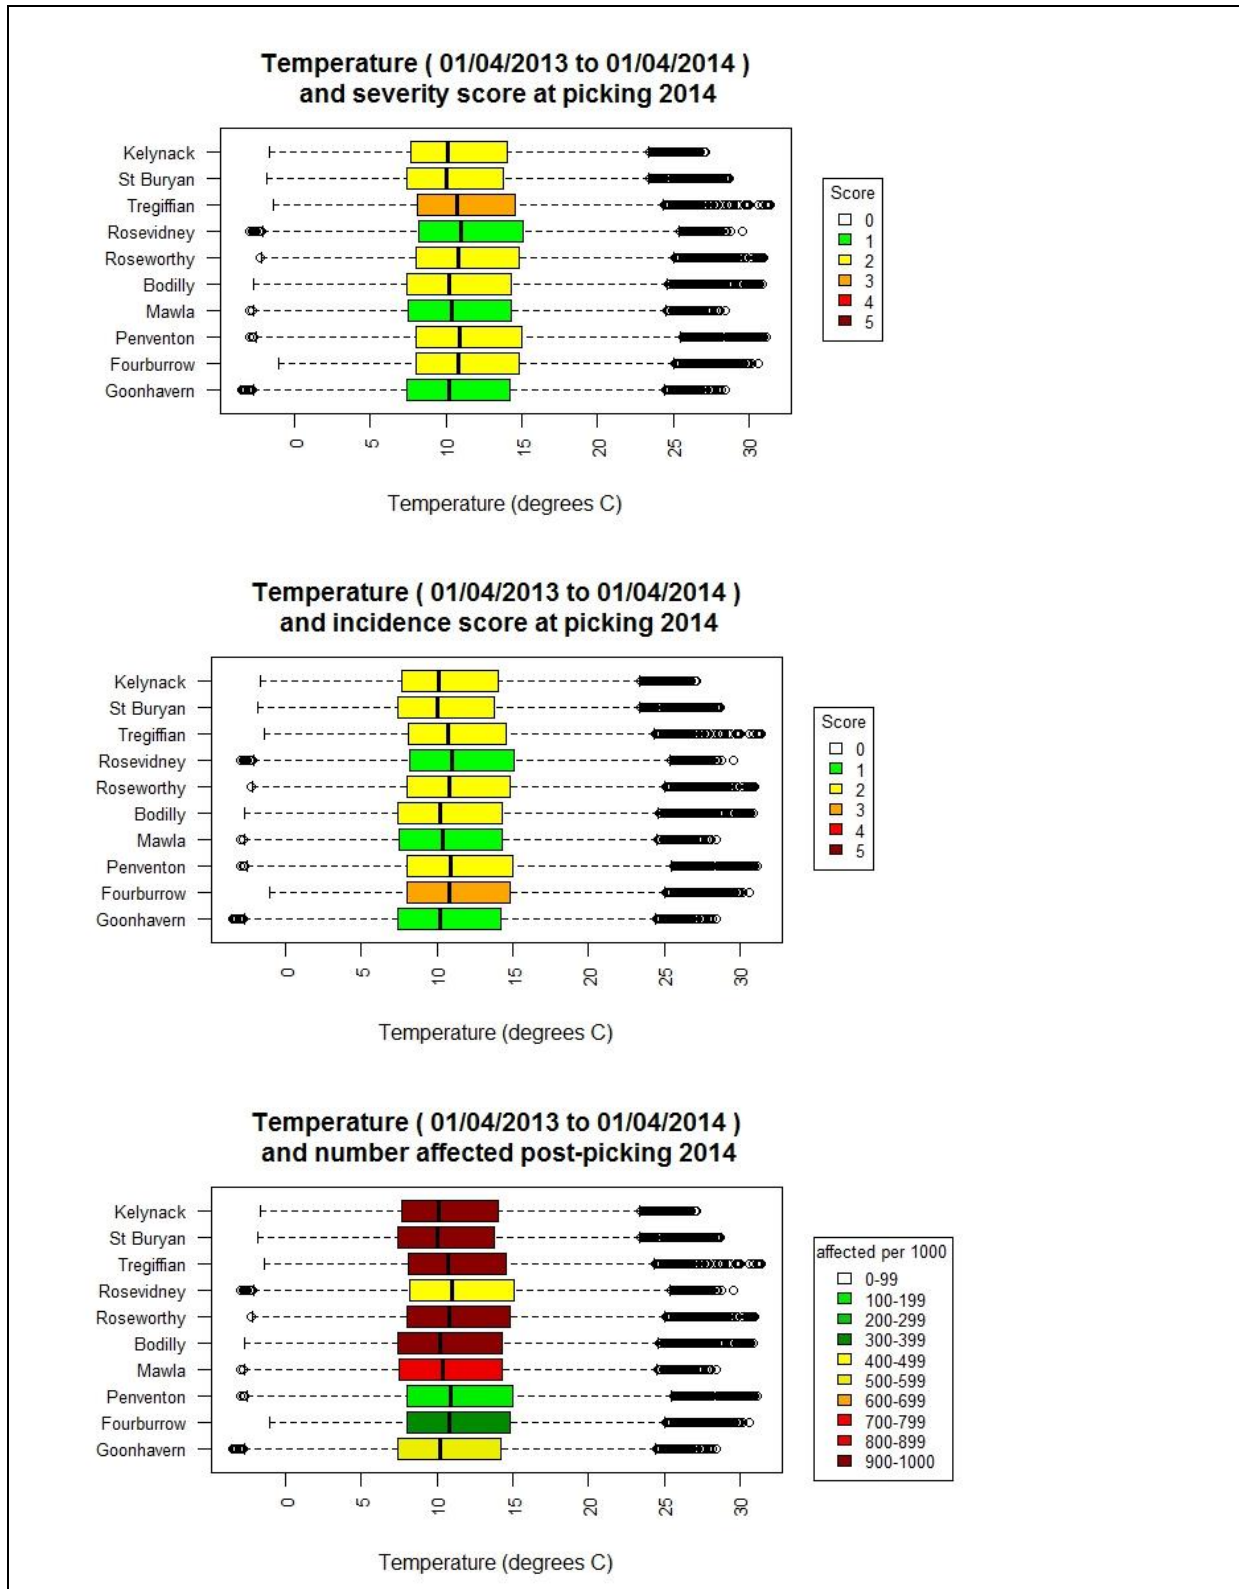 Temperature ( 01/04/2013 to 01/04/2014 )
and severity score at picking 2014
Kelynack
St Buryan
Tregiffian
Rosevidney
Roseworthy
Bodilly
Mawla
Penventon
Fourburrow
Goonhavern
0 5 10 15 20 25 30
Temperature (degrees C)
Score
0
1
2
3
4
5
Temperature ( 01/04/2013 to 01/04/2014 )
and incidence score at picking 2014
Kelynack
St Buryan
Tregiffian
Rosevidney
Roseworthy
Bodilly
Mawla
Penventon
Fourburrow
Goonhavern
0 5 10 15 20 25 30
Temperature (degrees C)
Score
0
1
2
3
4
5
Temperature ( 01/04/2013 to 01/04/2014 )
and number affected post-picking 2014
Kelynack
St Buryan
Tregiffian
Rosevidney
Roseworthy
Bodilly
Mawla
Penventon
Fourburrow
Goonhavern
0 5 10 15 20 25 30
Temperature (degrees C)
affected per 1000
0-99
100-199
200-299
300-399
400-499
500-599
600-699
700-799
800-899
900-1000